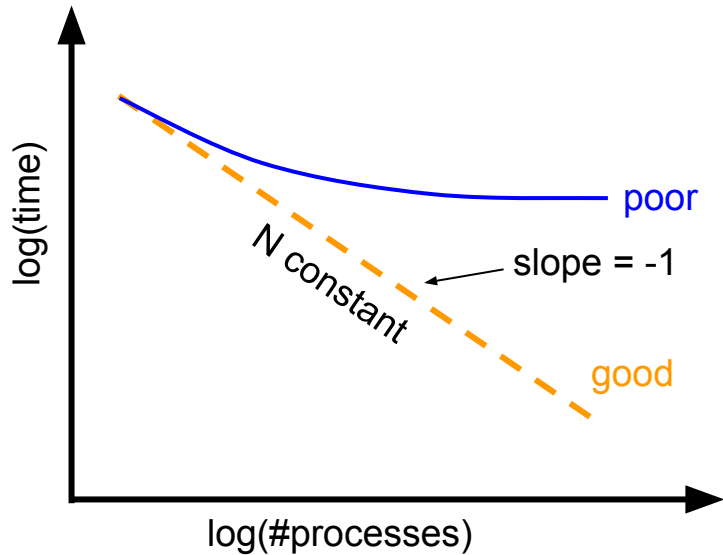 log(time)
poor
N constant
slope = -1
good
log(#processes)